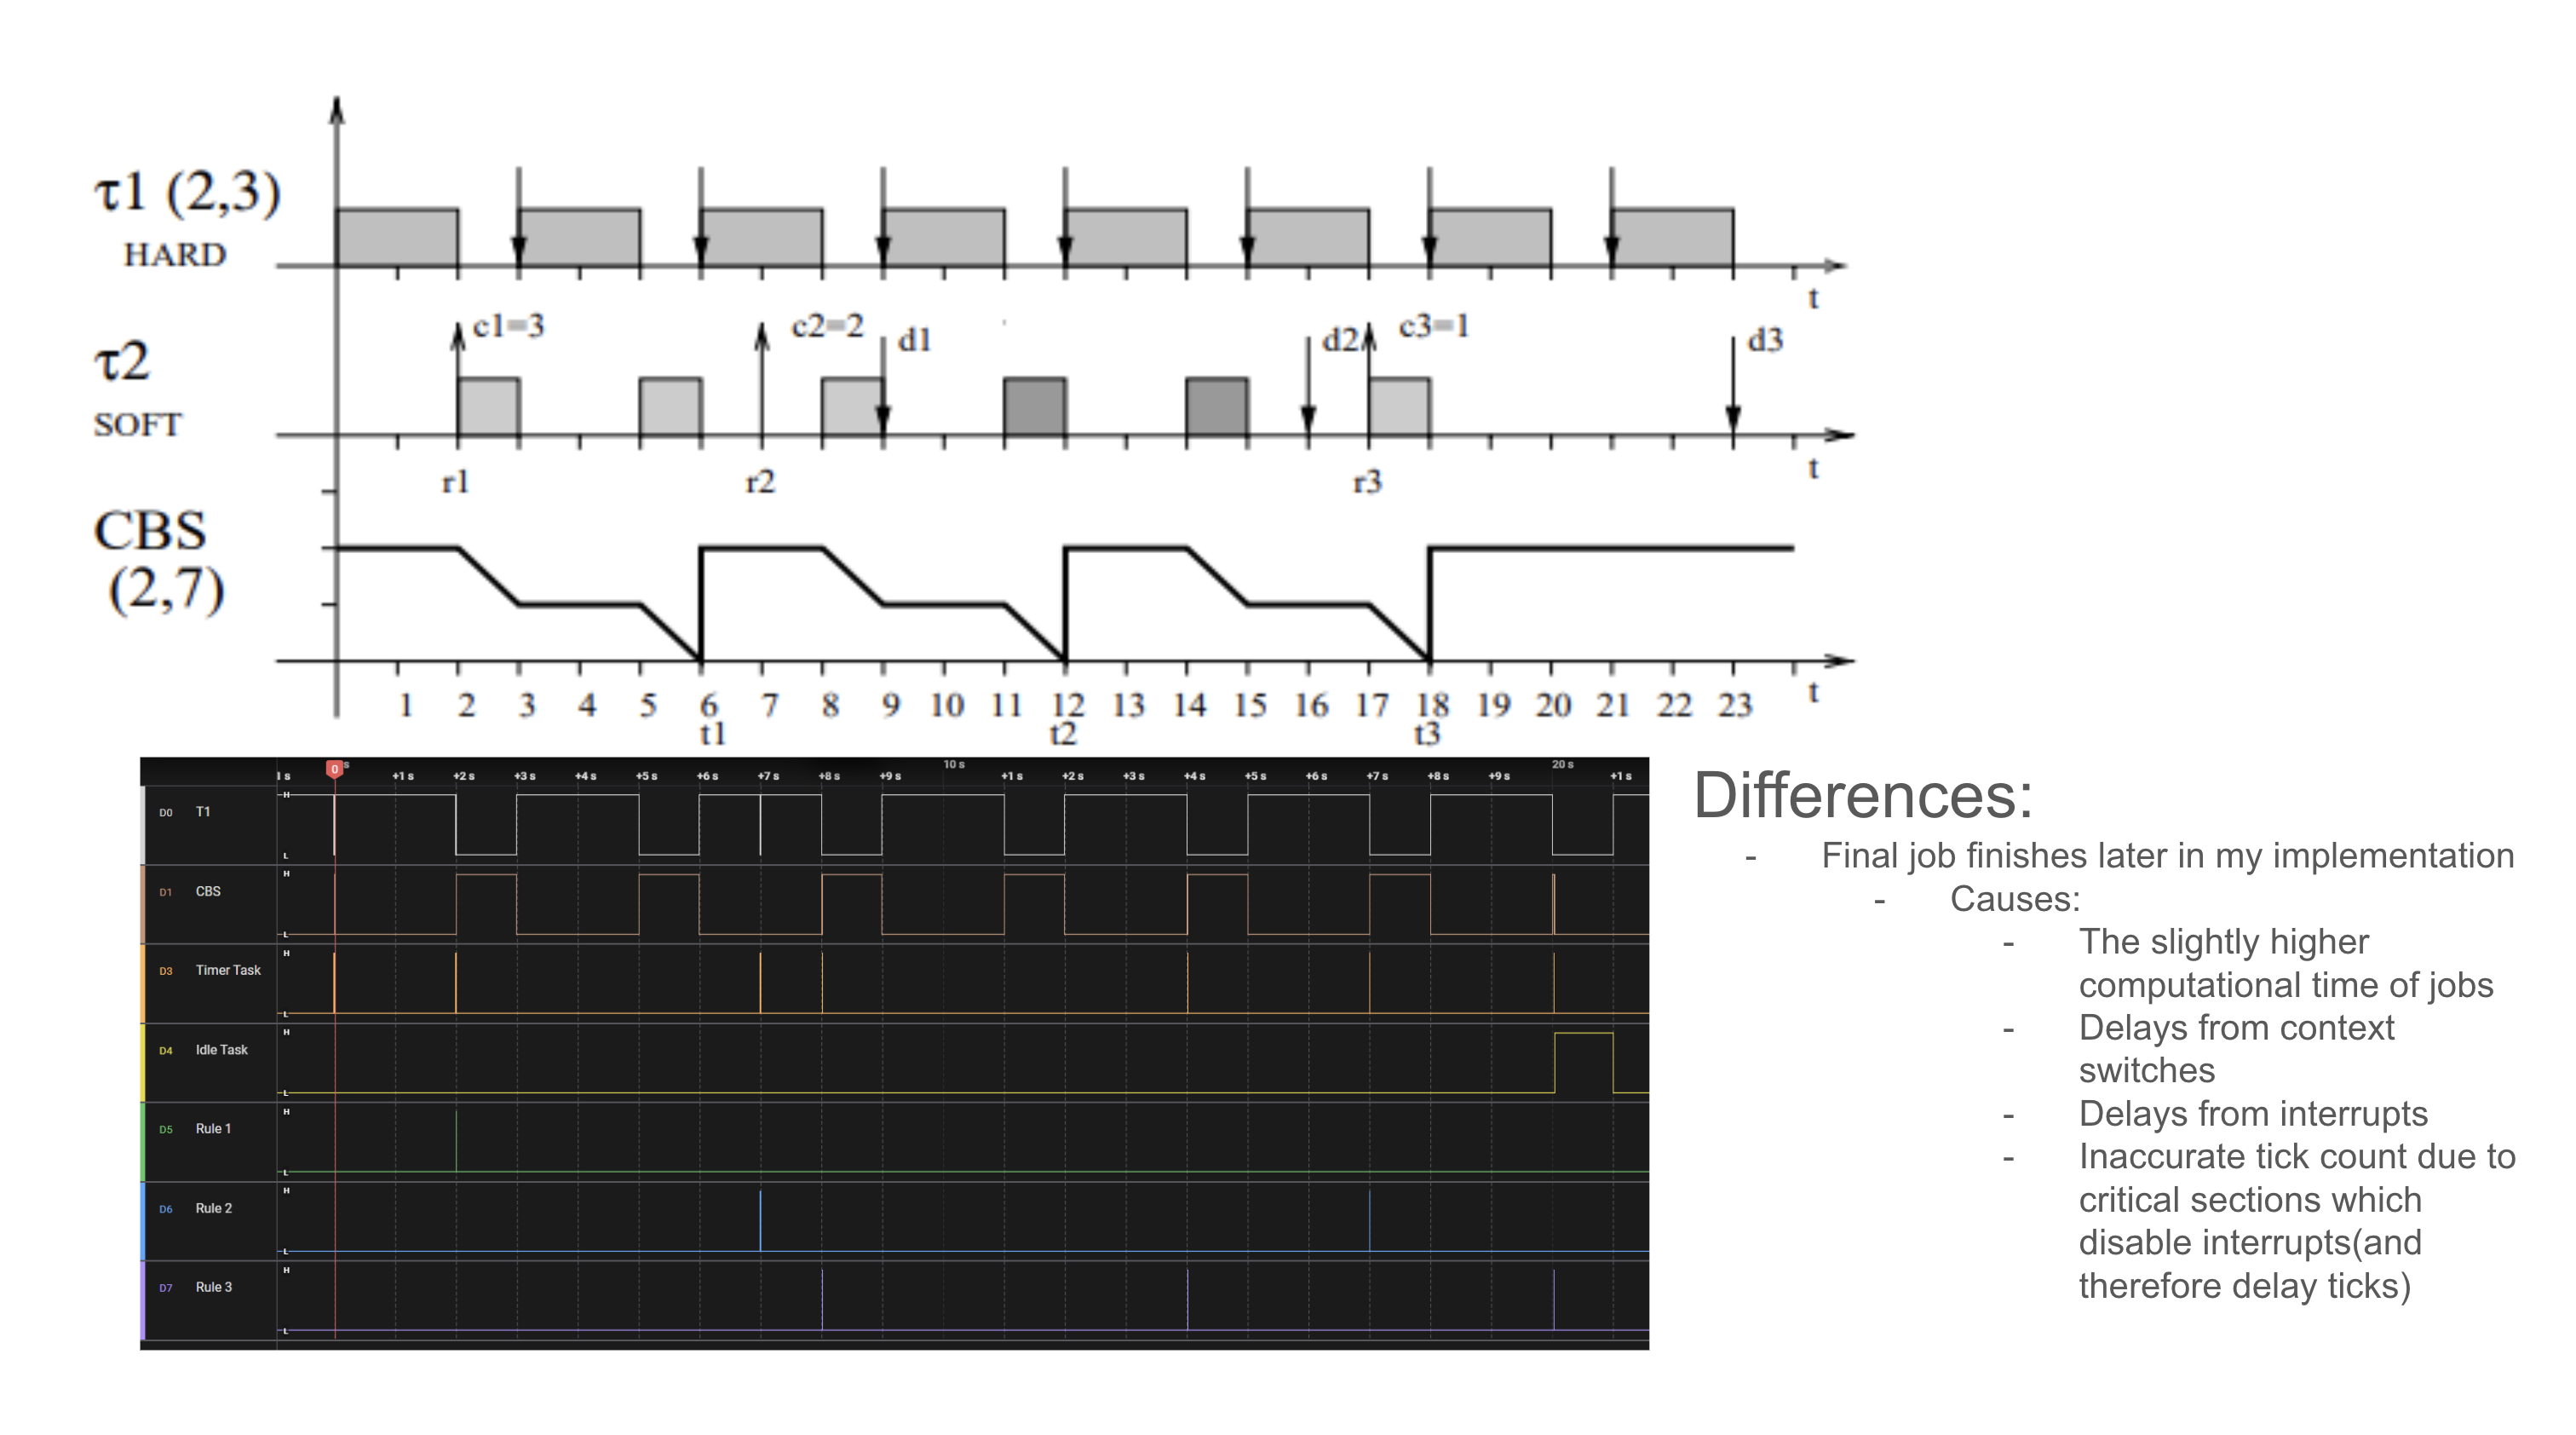 τ1 (2,3)
HARD
t
c1=3
c2=2
d1
d2
c3=1
d3
τ2
SOFT
t
r1
r2
r3
CBS
(2,7)
1 2 3 4 5 6 7 8 9 10 11 12 13 14 15 16 17 18 19 20 21 22 23
t
t1
t2
t3
10 s
20 s
1 s 0 s +1 s +2 s +3 s +4 s +5 s +6 s +7 s +8 s +9 s +1 s +2 s +3 s +4 s +5 s +6 s +7 s +8 s +9 s +1 s
H
D0 T1
L
H
D1 CBS
L
H
D3 Timer Task
L
H
D4 Idle Task
L
H
D5 Rule 1
L
H
D6 Rule 2
L
H
D7 Rule 3
L
Differences:
- Final job finishes later in my implementation
- Causes:
- The slightly higher
computational time of jobs
- Delays from context
switches
- Delays from interrupts
- Inaccurate tick count due to
critical sections which
disable interrupts(and
therefore delay ticks)